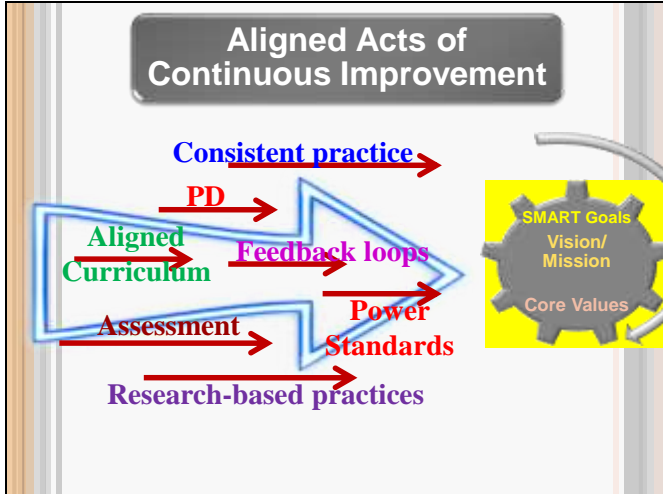 Aligned Acts of
Continuous Improvement
Consistent practice
PD
Aligned
Curriculum
Feedback loops
Power
Standards
Assessment
Research-based practices
SMART Goals
Vision/
Mission
Core Values